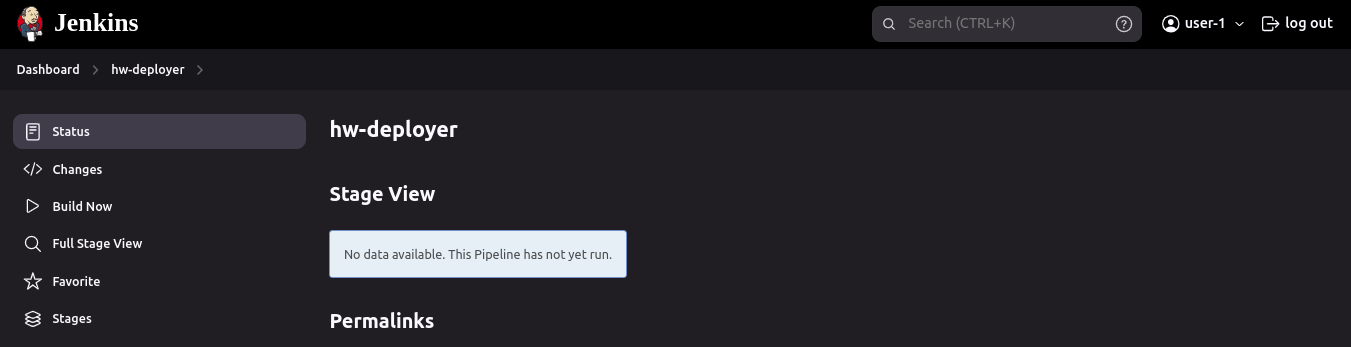 Jenkins
Search (CTRL+K)
user-1
log out
Dashboard
hw-deployer
Status
Changes
Build Now
Full Stage View
Favorite
Stages
hw-deployer
Stage View
No data available. This Pipeline has not yet run.
Permalinks